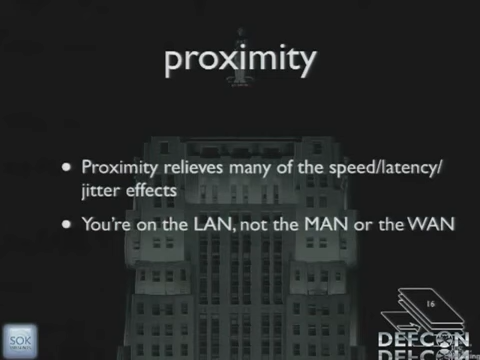 proximity
• Proximity relieves many of the speed/latency/
jitter effects
• You're on the LAN, not the MAN or the WAN
16
SOK
DEFCON